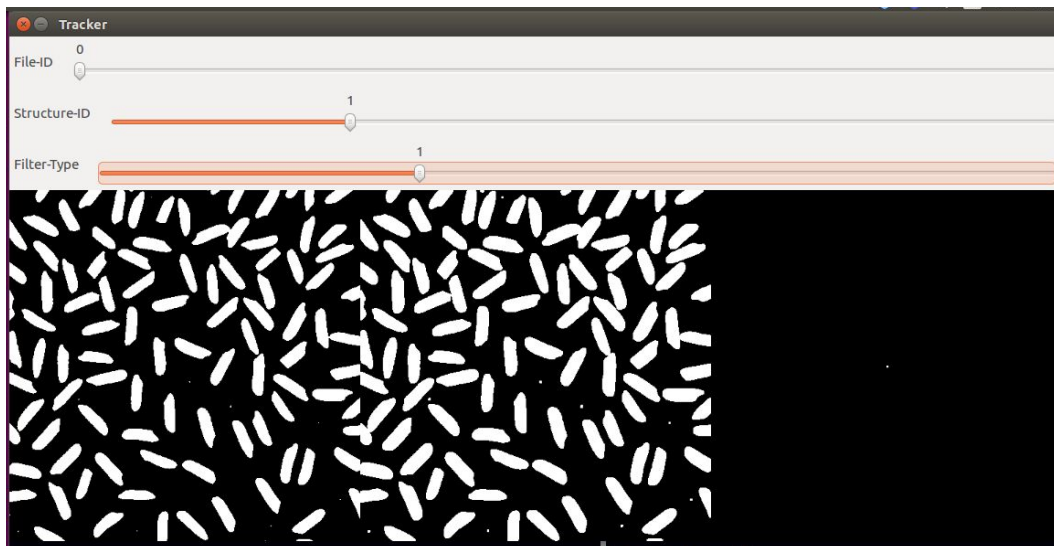 Tracker
0
File-ID
1
Structure-ID
1
Filter-Type